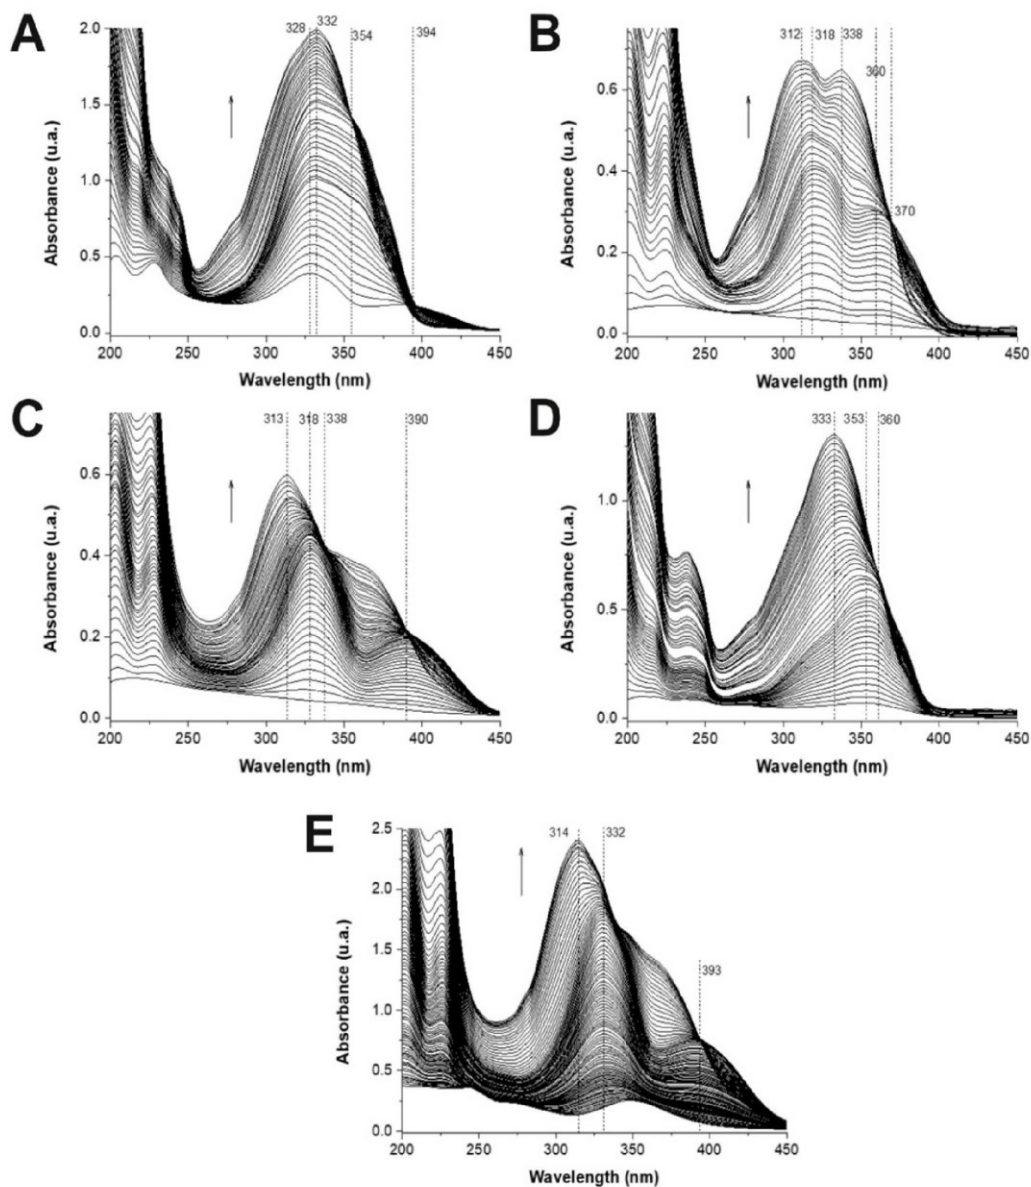 A
328
332
354
394
2.0
1.5
1.0
0.5
0.0
Absorbance (u.a.)
200 250 300 350 400 450
Wavelength (nm)
B
312
318
338
360
370
0.6
0.4
0.2
0.0
Absorbance (u.a.)
200 250 300 350 400 450
Wavelength (nm)
C
313
318
338
390
0.6
0.4
0.2
0.0
Absorbance (u.a.)
200 250 300 350 400 450
Wavelength (nm)
D
333
353
360
1.0
0.5
0.0
Absorbance (u.a.)
200 250 300 350 400 450
Wavelength (nm)
E
314
332
393
2.5
2.0
1.5
1.0
0.5
0.0
Absorbance (u.a.)
200 250 300 350 400 450
Wavelength (nm)